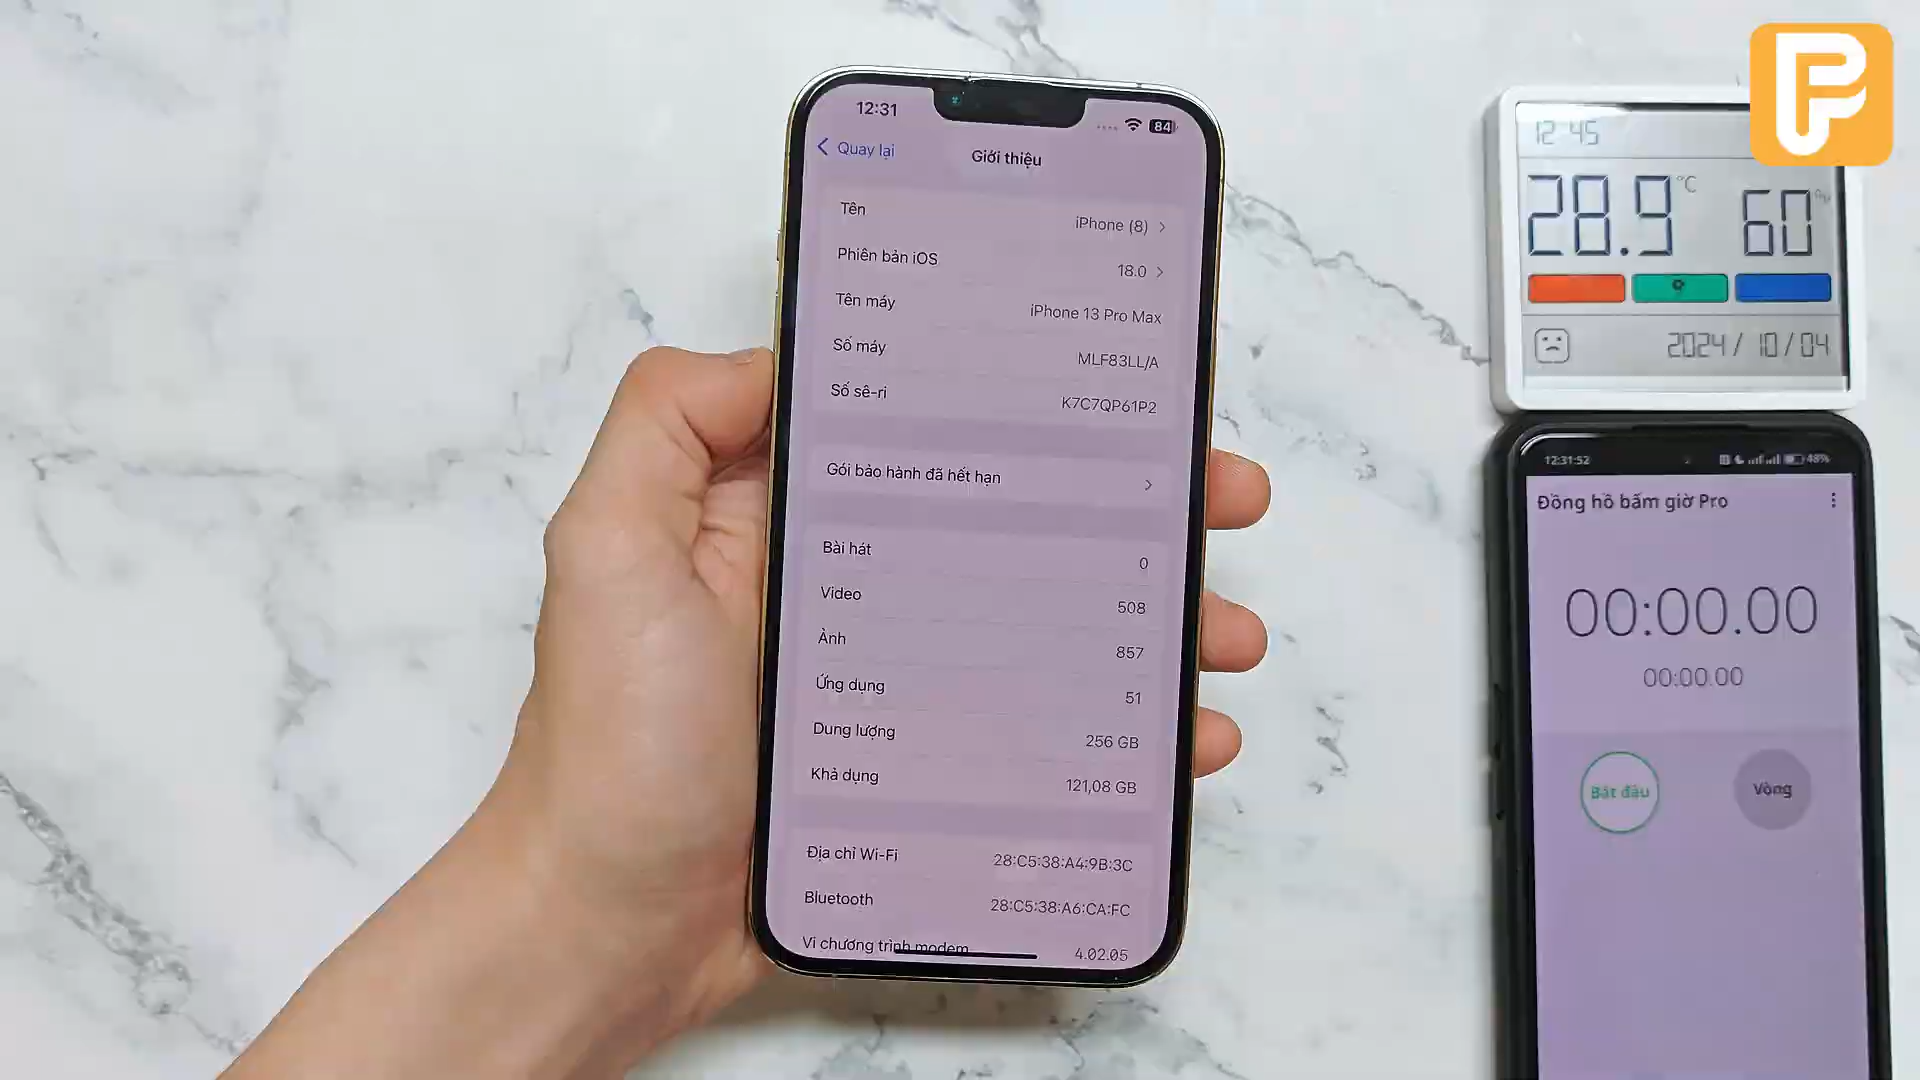 12:31
84
Quay lại
Giới thiệu
Tên
iPhone (8)
Phiên bản iOS
18.0
Tên máy
iPhone 13 Pro Max
Số máy
MLF83LL/A
Số sê-ri
K7C7QP61P2
Gói bảo hành đã hết hạn
Bài hát
0
Video
508
Ảnh
857
Ứng dụng
51
Dung lượng
256 GB
Khả dụng
121,08 GB
Địa chỉ Wi-Fi
28:C5:38:A4:9B:3C
Bluetooth
28:C5:38:A6:CA:FC
Vi chương trình modem
4.02.05
12:45
28.9 °C
60
2024 / 10 / 04
12:31:52
48%
Đồng hồ bấm giờ Pro
00:00.00
00:00.00
Bắt đầu
Vòng